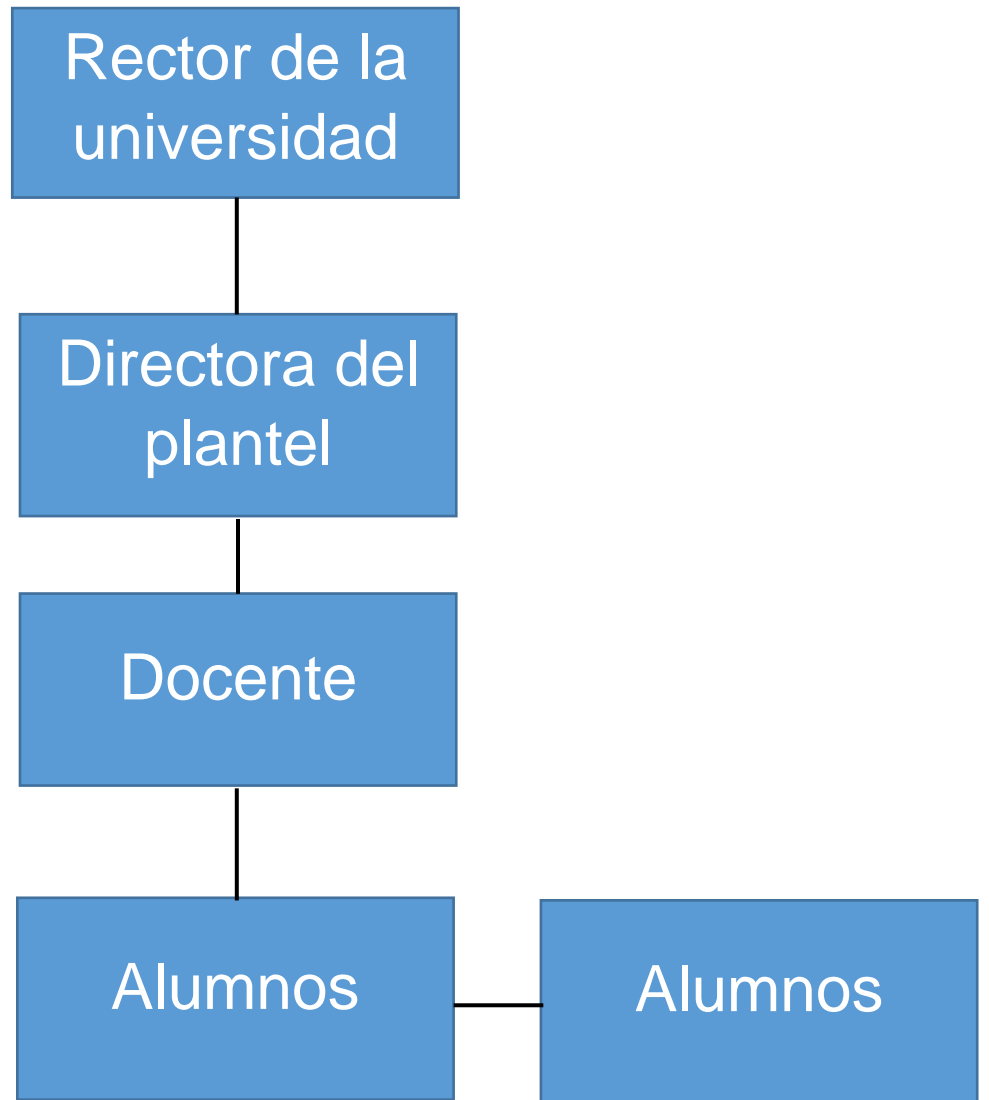 Rector de la
universidad
Directora del
plantel
Docente
Alumnos
Alumnos